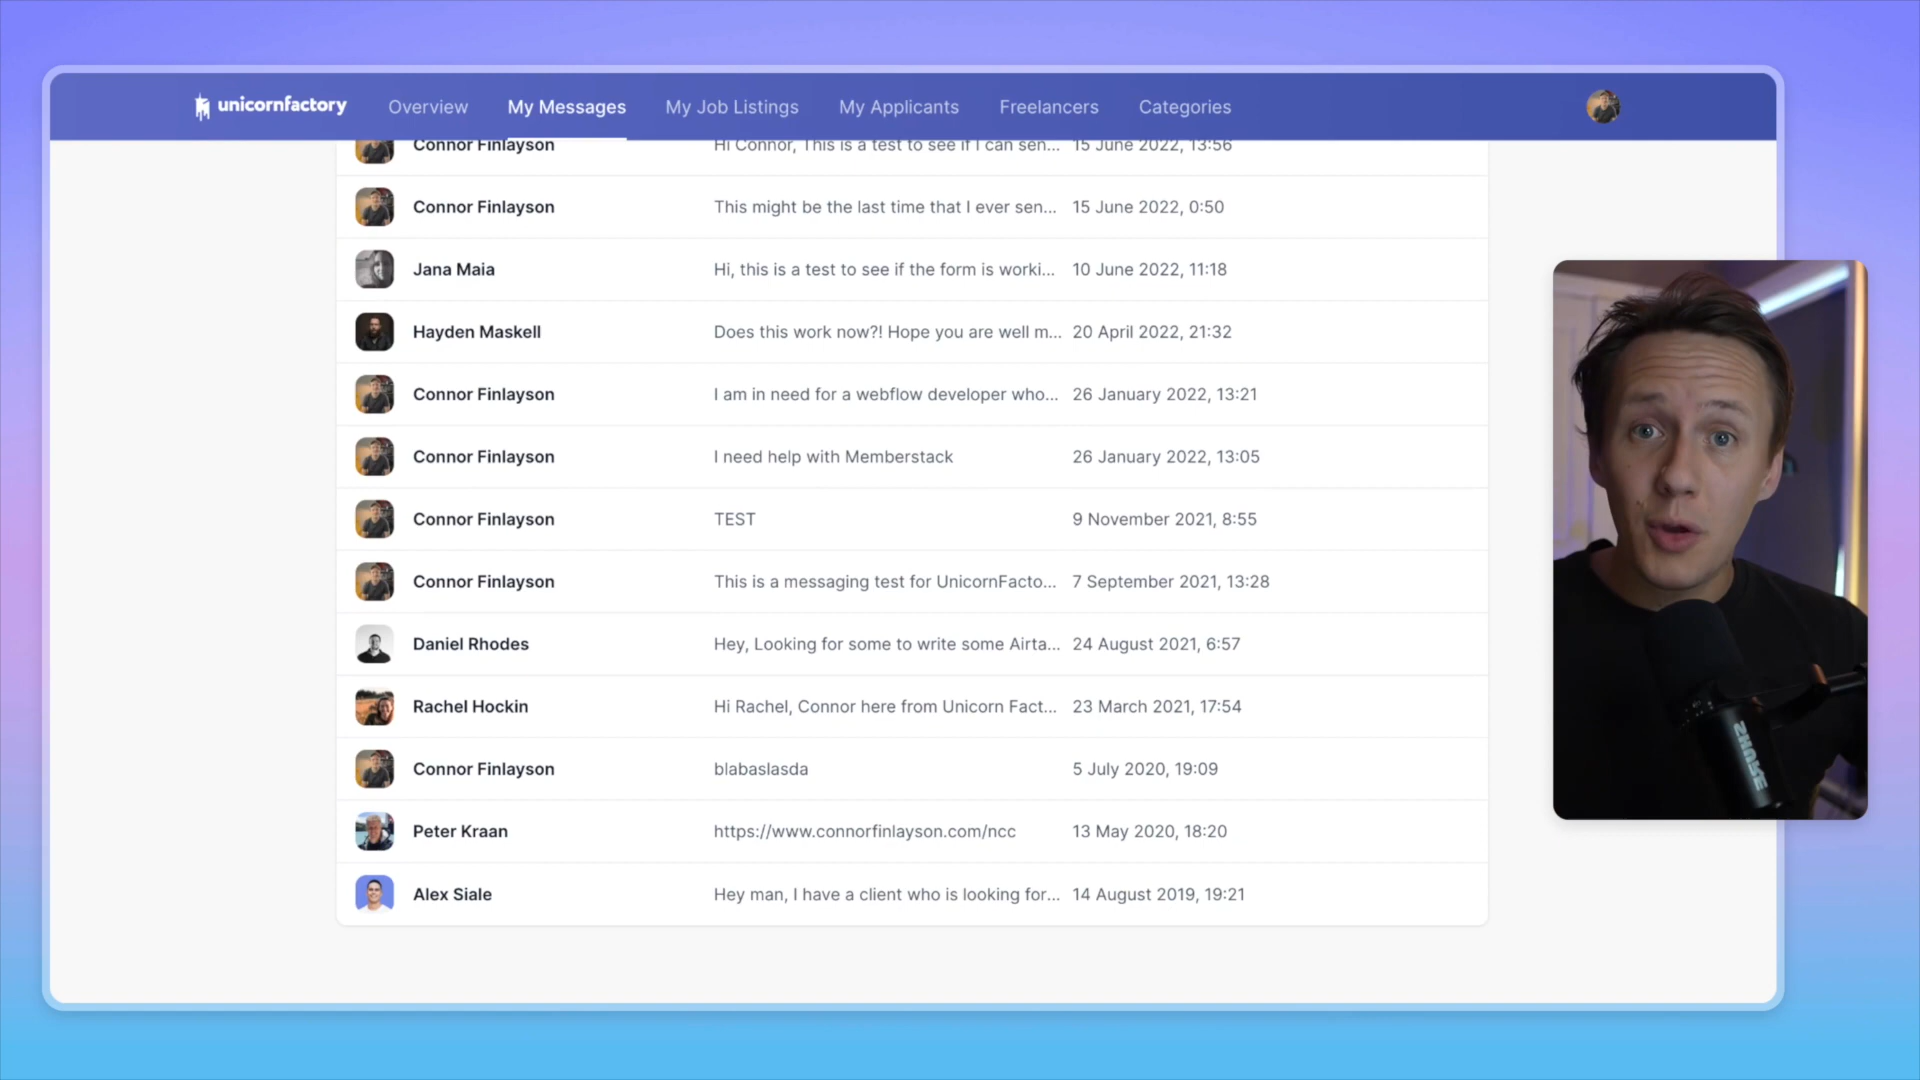 unicornfactory Overview My Messages My Job Listings My Applicants Freelancers Categories
Connor Finlayson Hi Connor, This is a test to see if I can sen... 15 June 2022, 13:56
Connor Finlayson This might be the last time that I ever sen... 15 June 2022, 0:50
Jana Maia Hi, this is a test to see if the form is worki... 10 June 2022, 11:18
Hayden Maskell Does this work now?! Hope you are well m... 20 April 2022, 21:32
Connor Finlayson I am in need for a webflow developer who... 26 January 2022, 13:21
Connor Finlayson I need help with Memberstack 26 January 2022, 13:05
Connor Finlayson TEST 9 November 2021, 8:55
Connor Finlayson This is a messaging test for UnicornFacto... 7 September 2021, 13:28
Daniel Rhodes Hey, Looking for some to write some Airta... 24 August 2021, 6:57
Rachel Hockin Hi Rachel, Connor here from Unicorn Fact... 23 March 2021, 17:54
Connor Finlayson blabaslasda 5 July 2020, 19:09
Peter Kraan https://www.connorfinlayson.com/ncc 13 May 2020, 18:20
Alex Siale Hey man, I have a client who is looking for... 14 August 2019, 19:21
SHURE